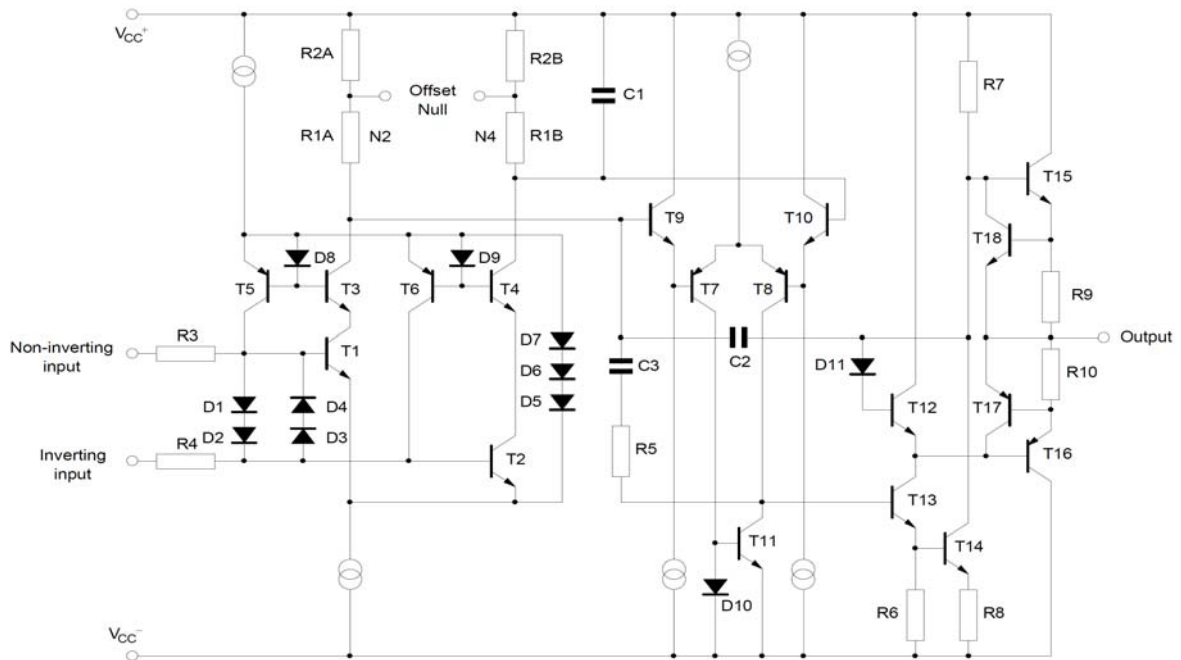 VCC+
R2A
R2B
Offset
Null
C1
R7
R1A
N2
N4
R1B
T15
T9
T10
T18
D8
D9
T5
T3
T6
T4
T7
T8
R9
R3
Non-inverting
input
T1
D7
Output
C3
C2
D11
R10
D6
D1
D4
D5
T12
T17
D2
D3
R4
Inverting
input
T2
R5
T16
T13
T11
T14
D10
R6
R8
VCC-